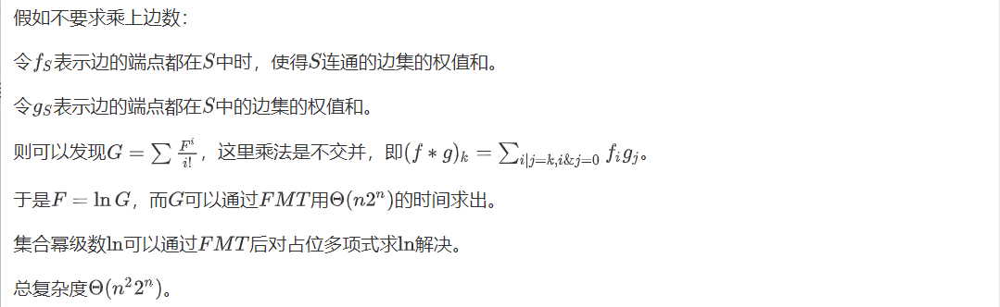 假如不要求乘上边数：
令$f_S$表示边的端点都在$S$中时，使得$S$连通的边集的权值和。
令$g_S$表示边的端点都在$S$中的边集的权值和。
则可以发现$G = \sum \frac{F^i}{i!}$，这里乘法是不交并，即$(f * g)_k = \sum_{i|j=k,i\&j=0} f_i g_j$。
于是$F = \ln G$，而$G$可以通过$FMT$用$\Theta(n2^n)$的时间求出。
集合幂级数$\ln$可以通过$FMT$后对占位多项式求$\ln$解决。
总复杂度$\Theta(n^2 2^n)$。